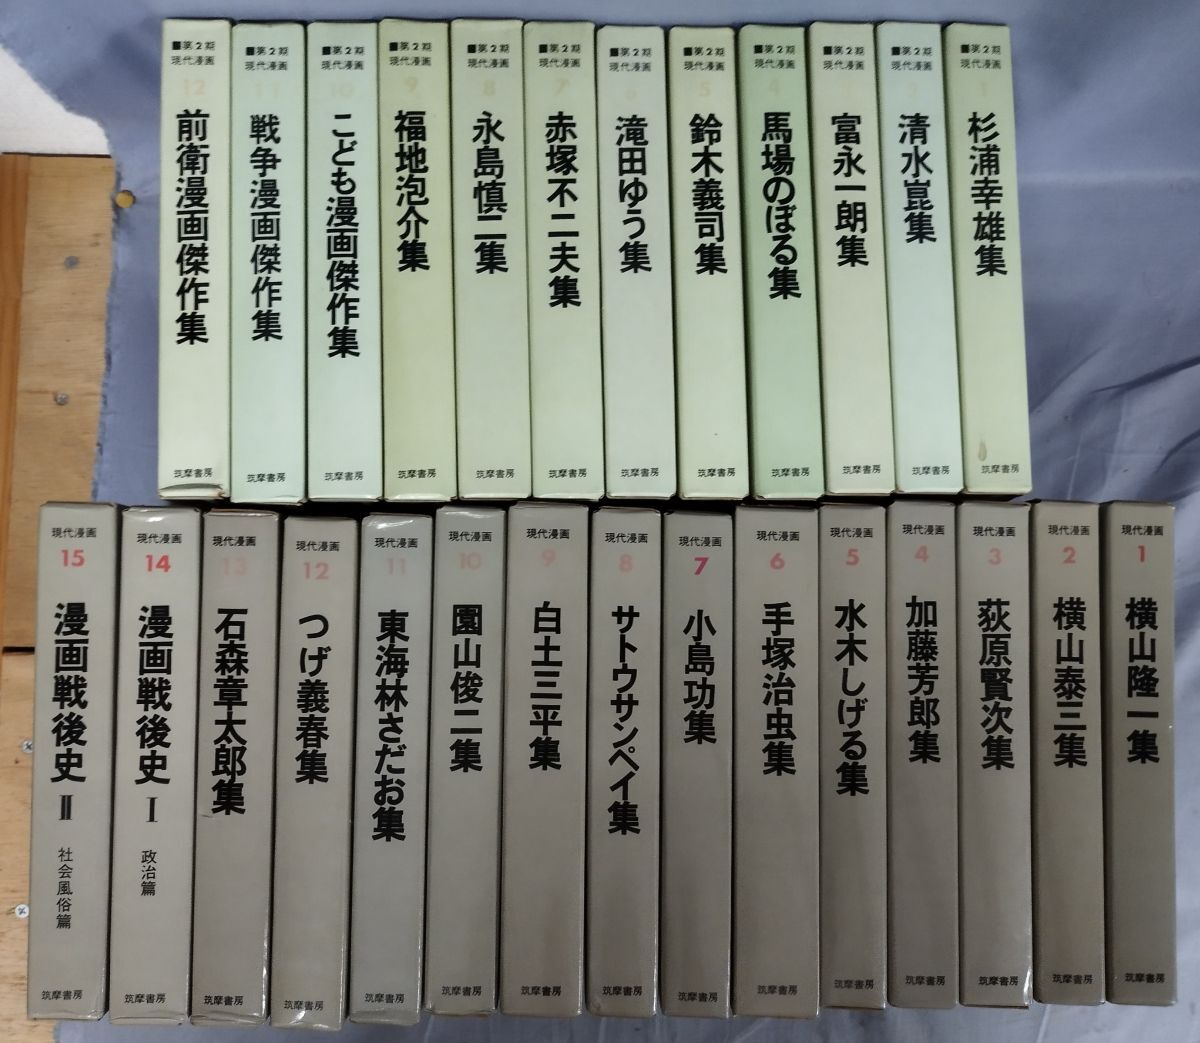 ■第2期
現代漫画
12
前衛漫画傑作集
筑摩書房
■第2期
現代漫画
11
戦争漫画傑作集
筑摩書房
■第2期
現代漫画
10
こども漫画傑作集
筑摩書房
■第2期
現代漫画
9
福地泡介集
筑摩書房
■第2期
現代漫画
8
永島慎二集
筑摩書房
■第2期
現代漫画
7
赤塚不二夫集
筑摩書房
■第2期
現代漫画
6
滝田ゆう集
筑摩書房
■第2期
現代漫画
5
鈴木義司集
筑摩書房
■第2期
現代漫画
4
馬場のぼる集
筑摩書房
■第2期
現代漫画
富永一朗集
筑摩書房
■第2期
現代漫画
清水崑集
筑摩書房
■第2期
現代漫画
1
杉浦幸雄集
筑摩書房
現代漫画
15
漫画戦後史 Ⅱ 社会風俗篇
筑摩書房
現代漫画
14
漫画戦後史 Ⅰ 政治篇
筑摩書房
現代漫画
13
石森章太郎集
筑摩書房
現代漫画
12
つげ義春集
筑摩書房
現代漫画
11
東海林さだお集
筑摩書房
現代漫画
10
園山俊二集
筑摩書房
現代漫画
9
白土三平集
筑摩書房
現代漫画
8
サトウサンペイ集
筑摩書房
現代漫画
7
小島功集
筑摩書房
現代漫画
6
手塚治虫集
筑摩書房
現代漫画
5
水木しげる集
筑摩書房
現代漫画
4
加藤芳郎集
筑摩書房
現代漫画
3
荻原賢次集
筑摩書房
現代漫画
2
横山泰三集
筑摩書房
現代漫画
1
横山隆一集
筑摩書房